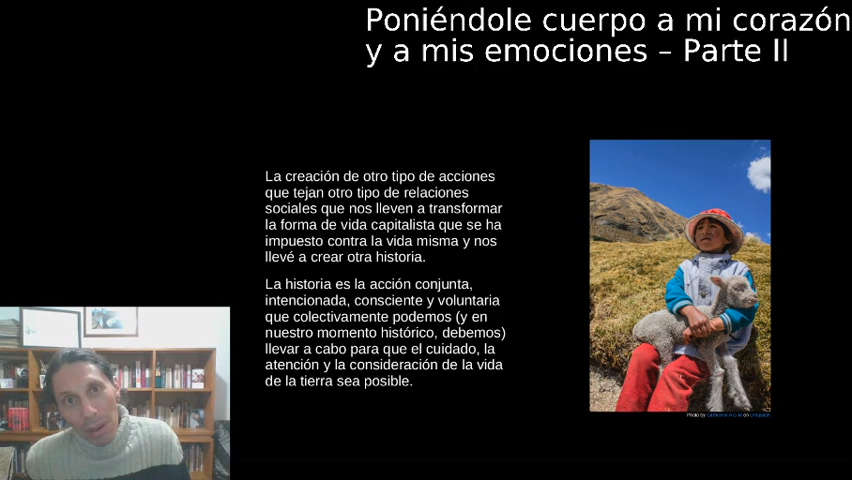 Poniéndole cuerpo a mi corazón
y a mis emociones – Parte II
La creación de otro tipo de acciones
que tejan otro tipo de relaciones
sociales que nos lleven a transformar
la forma de vida capitalista que se ha
impuesto contra la vida misma y nos
llevé a crear otra historia.
La historia es la acción conjunta,
intencionada, consciente y voluntaria
que colectivamente podemos (y en
nuestro momento histórico, debemos)
llevar a cabo para que el cuidado, la
atención y la consideración de la vida
de la tierra sea posible.
Photo by on Unsplash